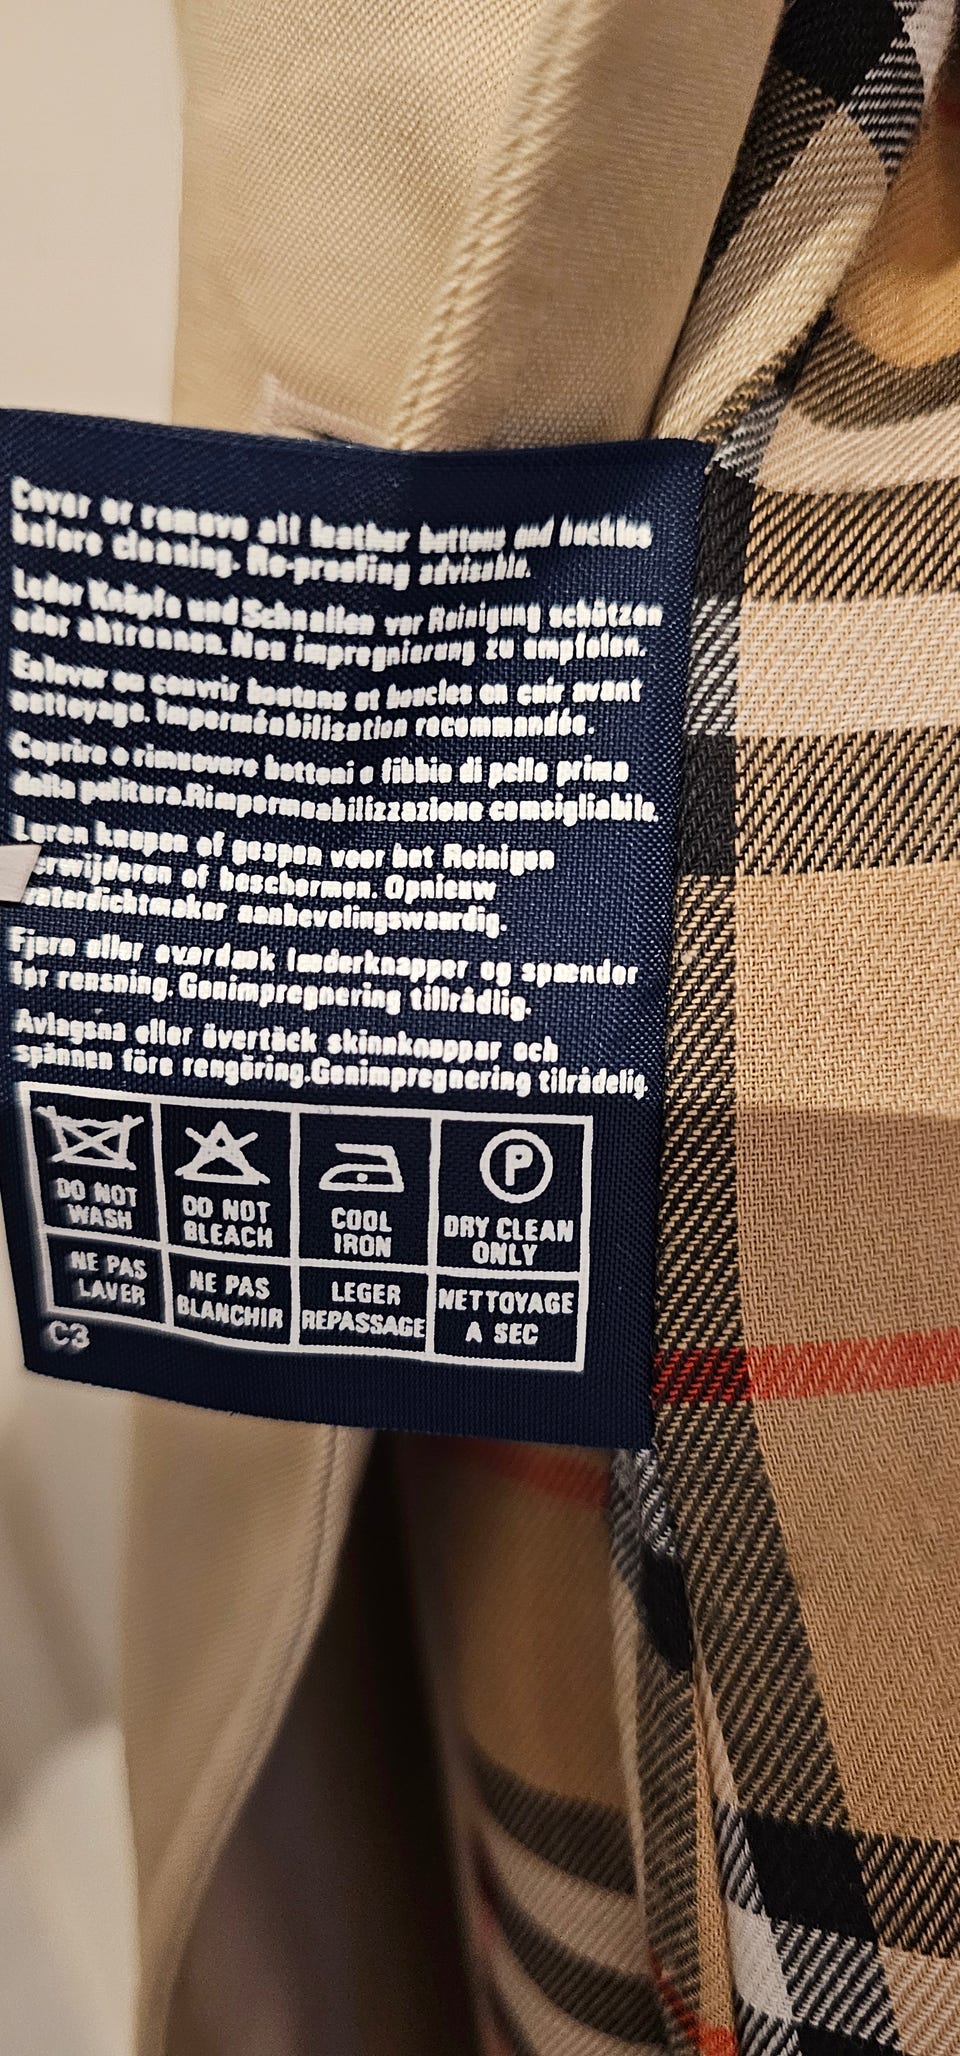 Cover or remove all leather buttons and buckles
before cleaning. Re-proofing advisable.
Leder Knöpfe und Schnallen vor Reinigung schützen
oder abtrennen. Neu impregnierung zu empfolen.
Enlever ou couvrir boutons et boucles en cuir avant
nettoyage. Imperméabilisation recommandée.
Coprire o rimuovere bottoni o fibbie di pelle prima
della pulitura.Rimpermeabilizzazione consigliabile.
Leren knopen of gespen voor het Reinigen
erwijderen of beschermen. Opnieuw
waterdichtmaken aanbevelingswaardig.
Fjern eller overdæk læderknapper og spænder
før rensning. Genimpregnering tilrådlig.
Avlägsna eller övertäck skinnknappar och
spännen före rengöring.Genimpregnering tilrådelig.
P
DO NOT
WASH
DO NOT
BLEACH
COOL
IRON
DRY CLEAN
ONLY
NE PAS
LAVER
NE PAS
BLANCHIR
LEGER
REPASSAGE
NETTOYAGE
A SEC
C3